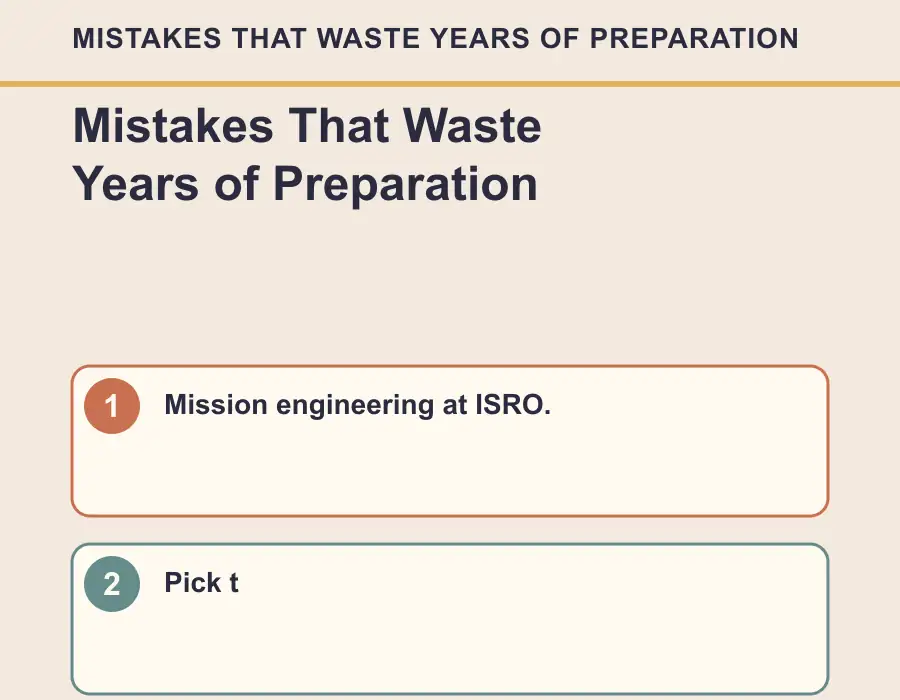 MISTAKES THAT WASTE YEARS OF PREPARATION
Mistakes That Waste
Years of Preparation
1 Mission engineering at ISRO.
2 Pick t